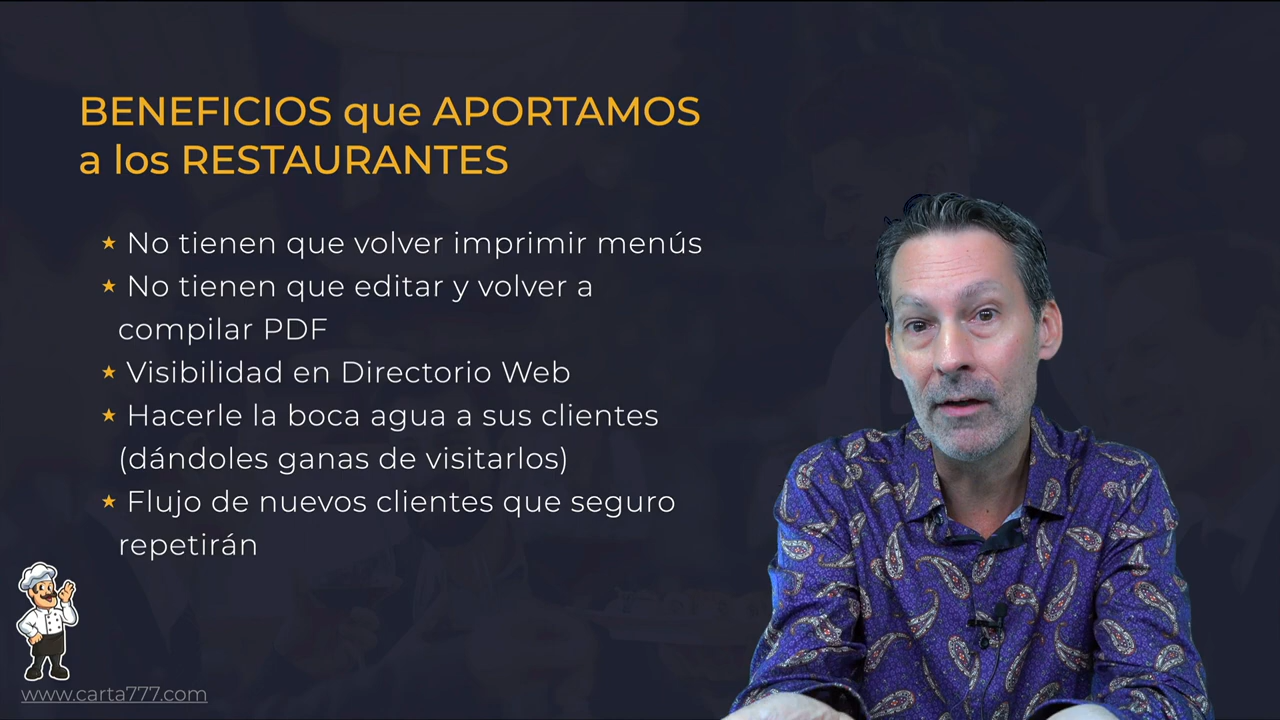 BENEFICIOS que APORTAMOS
a los RESTAURANTES
★ No tienen que volver imprimir menús
★ No tienen que editar y volver a
compilar PDF
★ Visibilidad en Directorio Web
★ Hacerle la boca agua a sus clientes
(dándoles ganas de visitarlos)
★ Flujo de nuevos clientes que seguro
repetirán
www.carta777.com